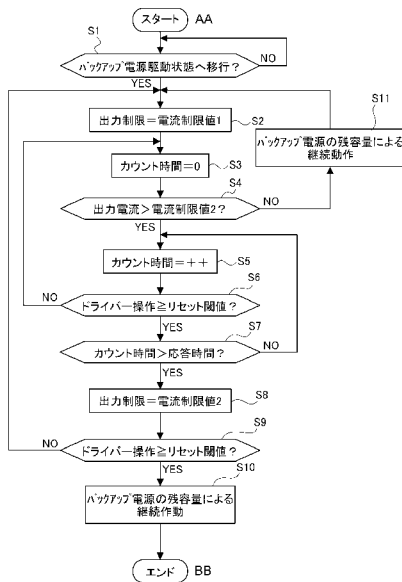 スタート AA
S1
バックアップ電源駆動状態へ移行？
NO
YES
S11
出力制限＝電流制限値1
S2
バックアップ電源の残容量による
継続動作
カウント時間＝0
S3
S4
出力電流＞電流制限値2？
NO
YES
カウント時間＝＋＋
S5
S6
NO
ドライバー操作≧リセット閾値？
YES
S7
カウント時間＞応答時間？
NO
YES
出力制限＝電流制限値2
S8
S9
NO
ドライバー操作≧リセット閾値？
YES
S10
バックアップ電源の残容量による
継続作動
エンド BB